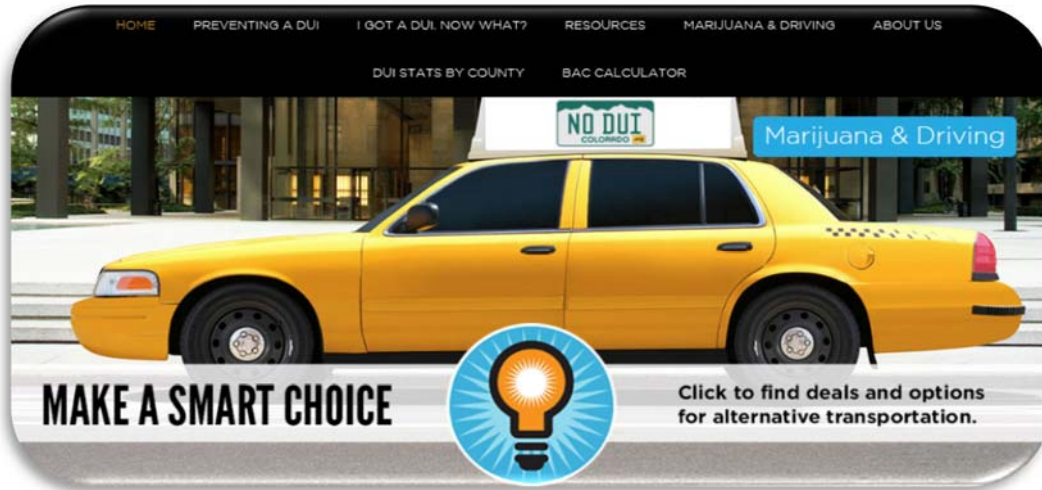 HOME PREVENTING A DUI I GOT A DUI. NOW WHAT? RESOURCES MARIJUANA & DRIVING ABOUT US
DUI STATS BY COUNTY BAC CALCULATOR
NO DUI
COLORADO
Marijuana & Driving
MAKE A SMART CHOICE
Click to find deals and options
for alternative transportation.